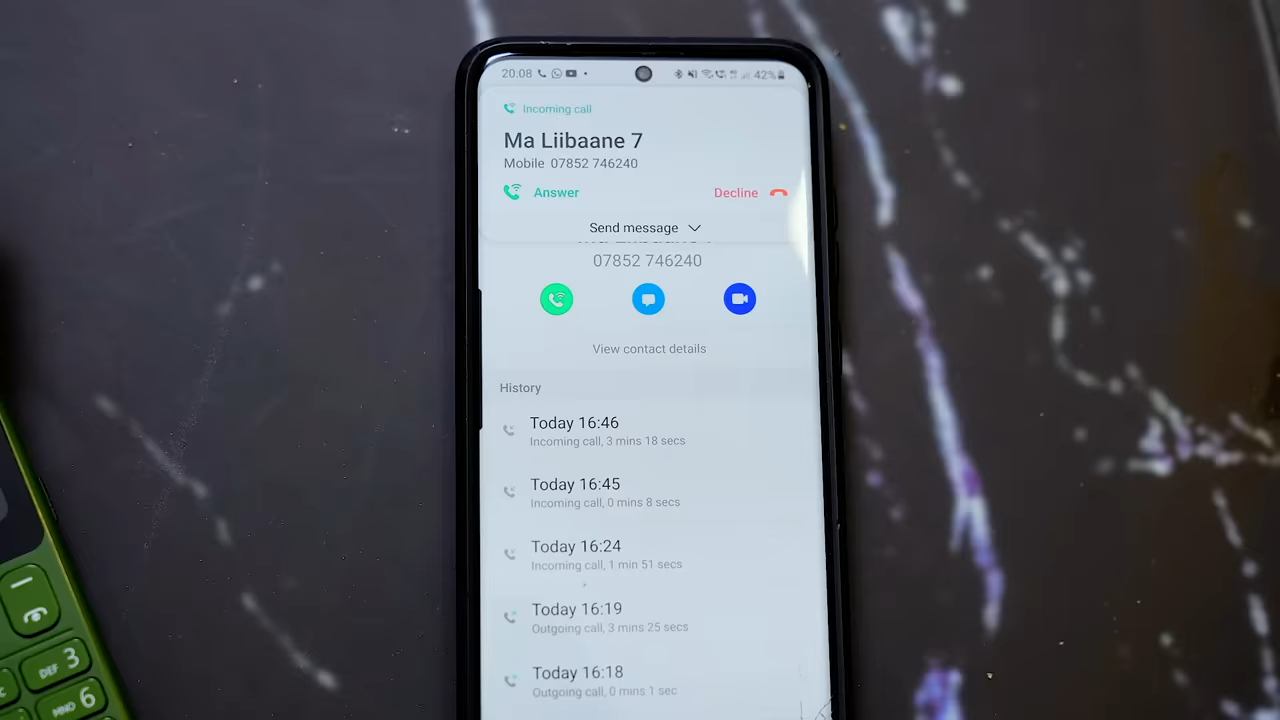 20:08
42%
Incoming call
Ma Liibaane 7
Mobile 07852 746240
Answer
Decline
Send message
07852 746240
View contact details
History
Today 16:46
Incoming call, 3 mins 18 secs
Today 16:45
Incoming call, 0 mins 8 secs
Today 16:24
Incoming call, 1 min 51 secs
Today 16:19
Outgoing call, 3 mins 25 secs
Today 16:18
Outgoing call, 0 mins 1 sec
DEF 3
MNO 6